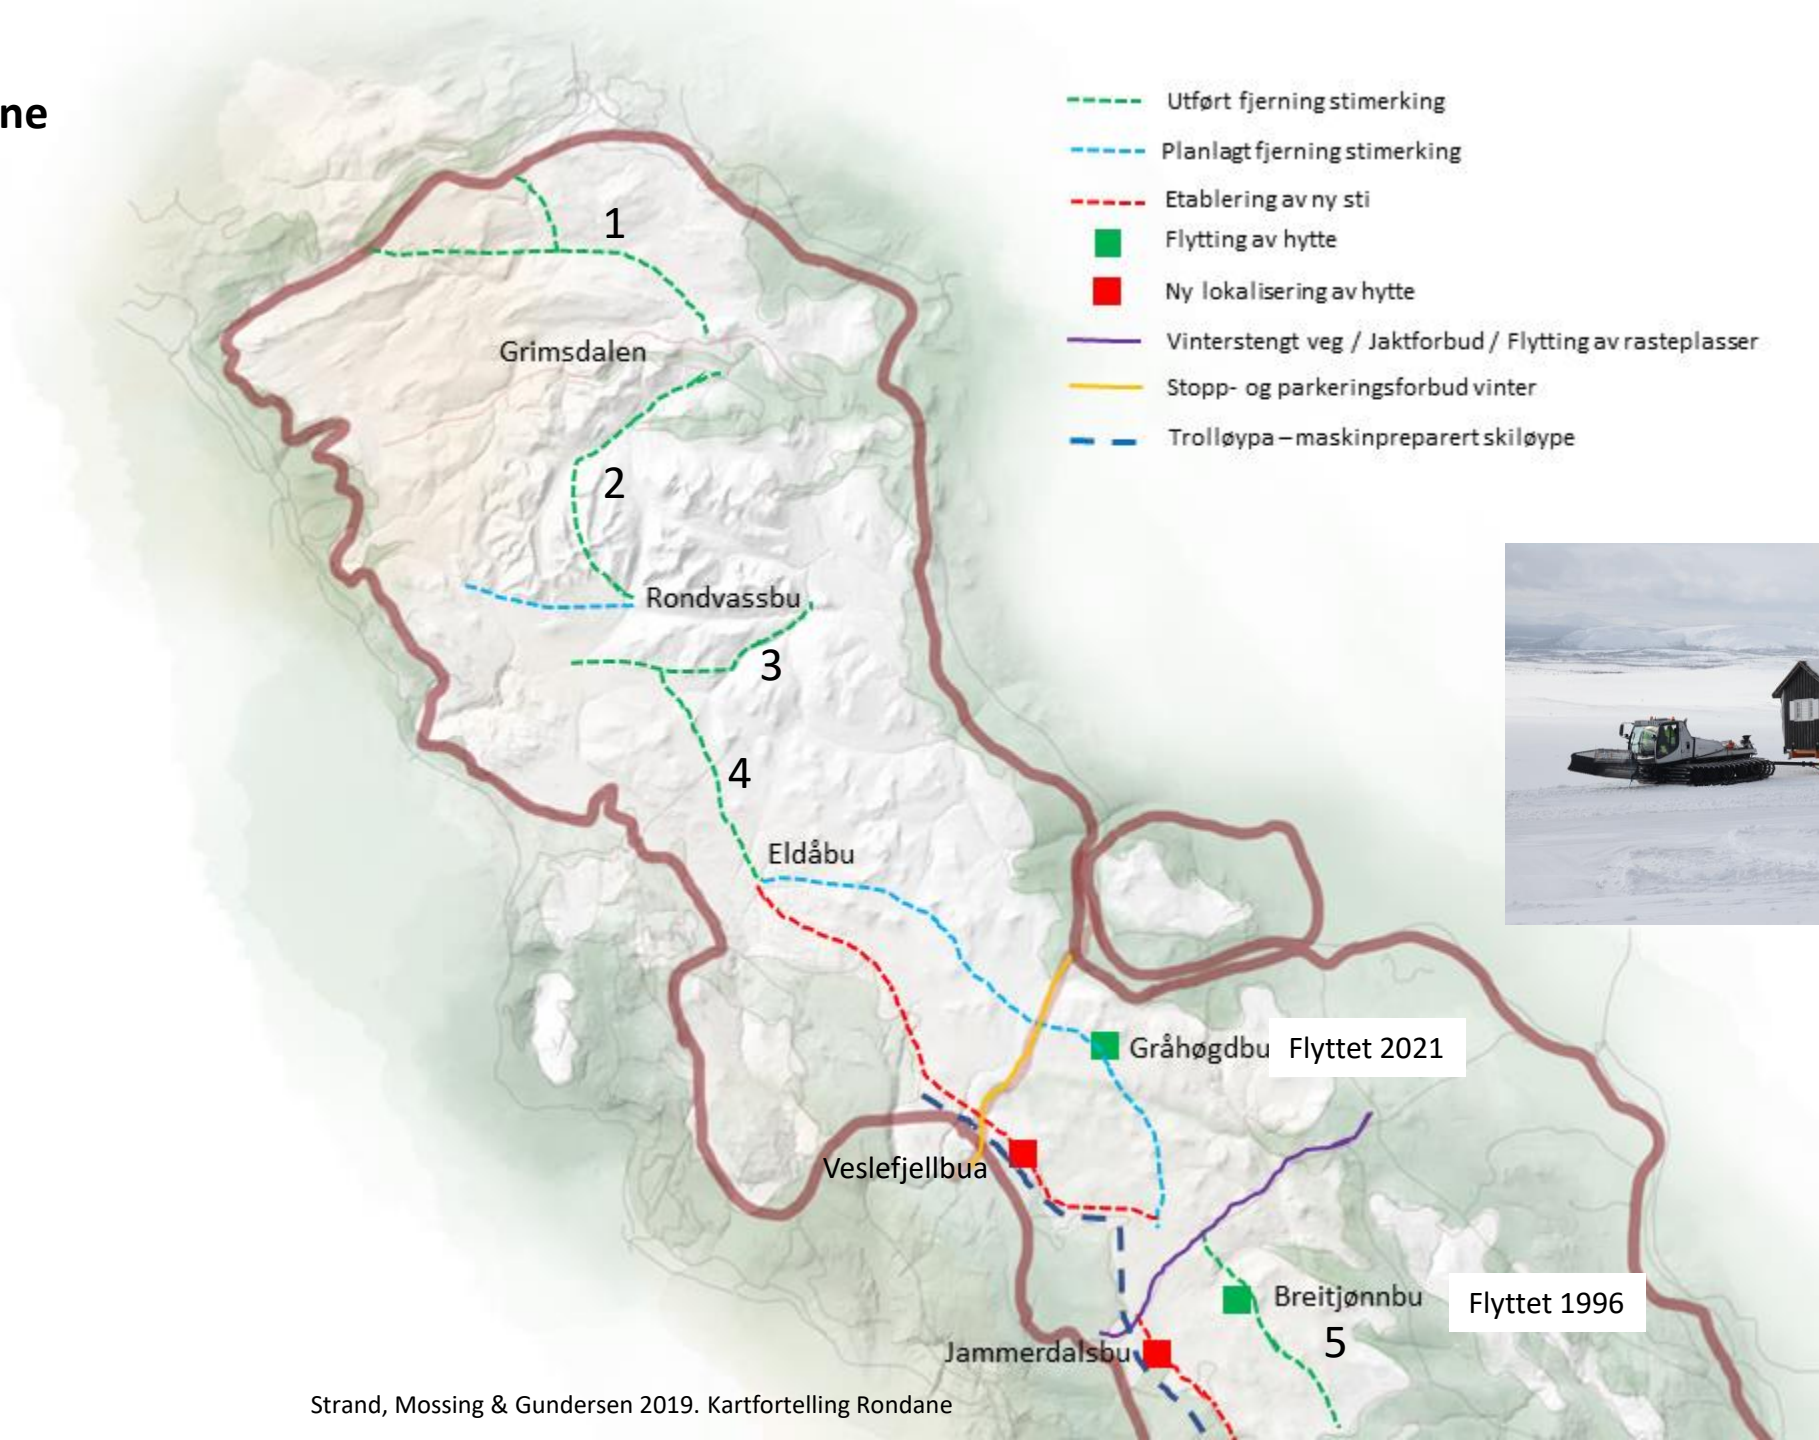 ne
Utført fjerning stimerking
Planlagt fjerning stimerking
Etablering av ny sti
Flytting av hytte
Ny lokalisering av hytte
Vinterstengt veg / Jaktforbud / Flytting av rasteplasser
Stopp- og parkeringsforbud vinter
Trolløypa – maskinpreparert skiløype
1
Grimsdalen
2
Rondvassbu
3
4
Eldåbu
Gråhøgdbu Flyttet 2021
Veslefjellbua
Breitjønnbu Flyttet 1996
5
Jammerdalsbu
Strand, Mossing & Gundersen 2019. Kartfortelling Rondane